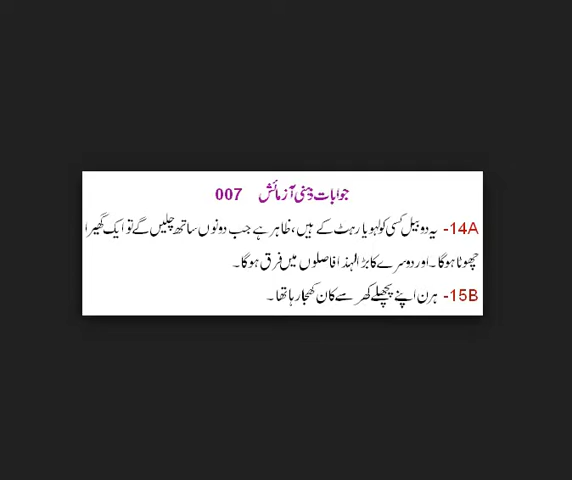 جوابات ذہنی آزمائش 007
14A- یہ دو بیل کسی کولہو یا رہٹ کے ہیں، ظاہر ہے جب دونوں ساتھ چلیں گے تو ایک گھیرا
چھوٹا ہوگا۔ اور دوسرے کا بڑا لہذا فاصلوں میں فرق ہوگا۔
15B- ہرن اپنے پچھلے کھر سے کان کھجا رہا تھا۔